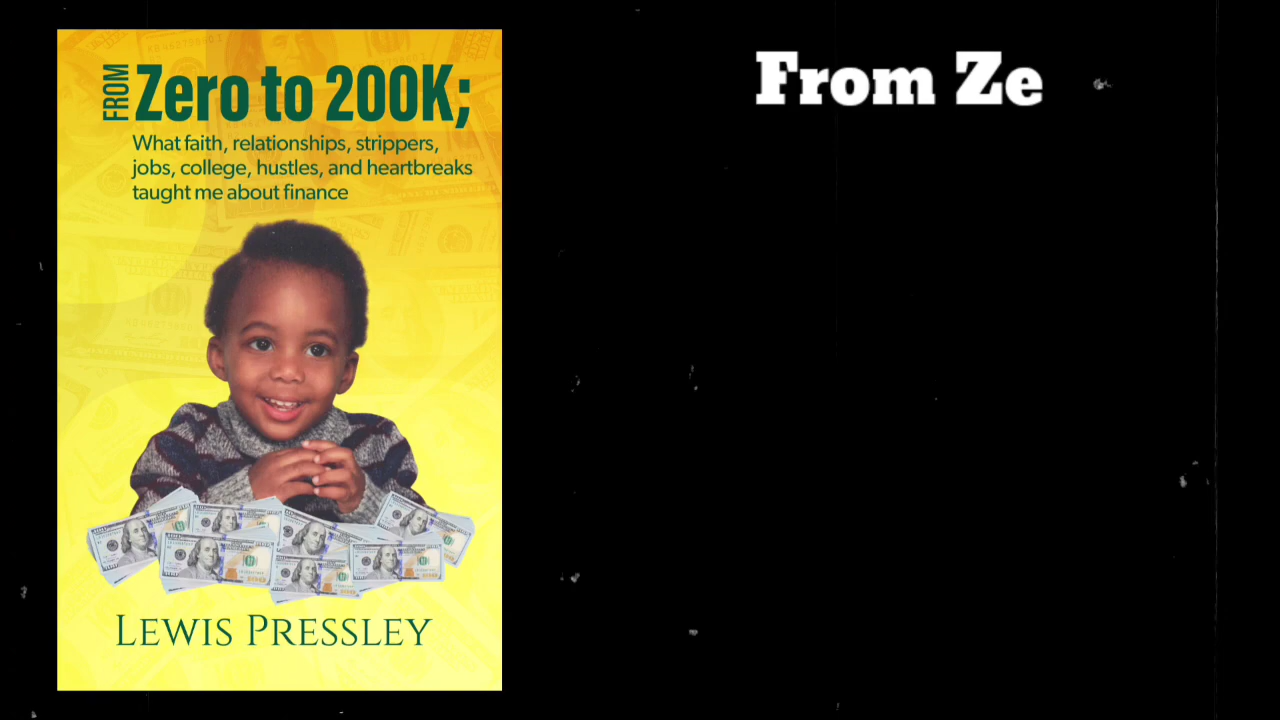 FROM Zero to 200K;
What faith, relationships, strippers,
jobs, college, hustles, and heartbreaks
taught me about finance
LEWIS PRESSLEY
From Ze